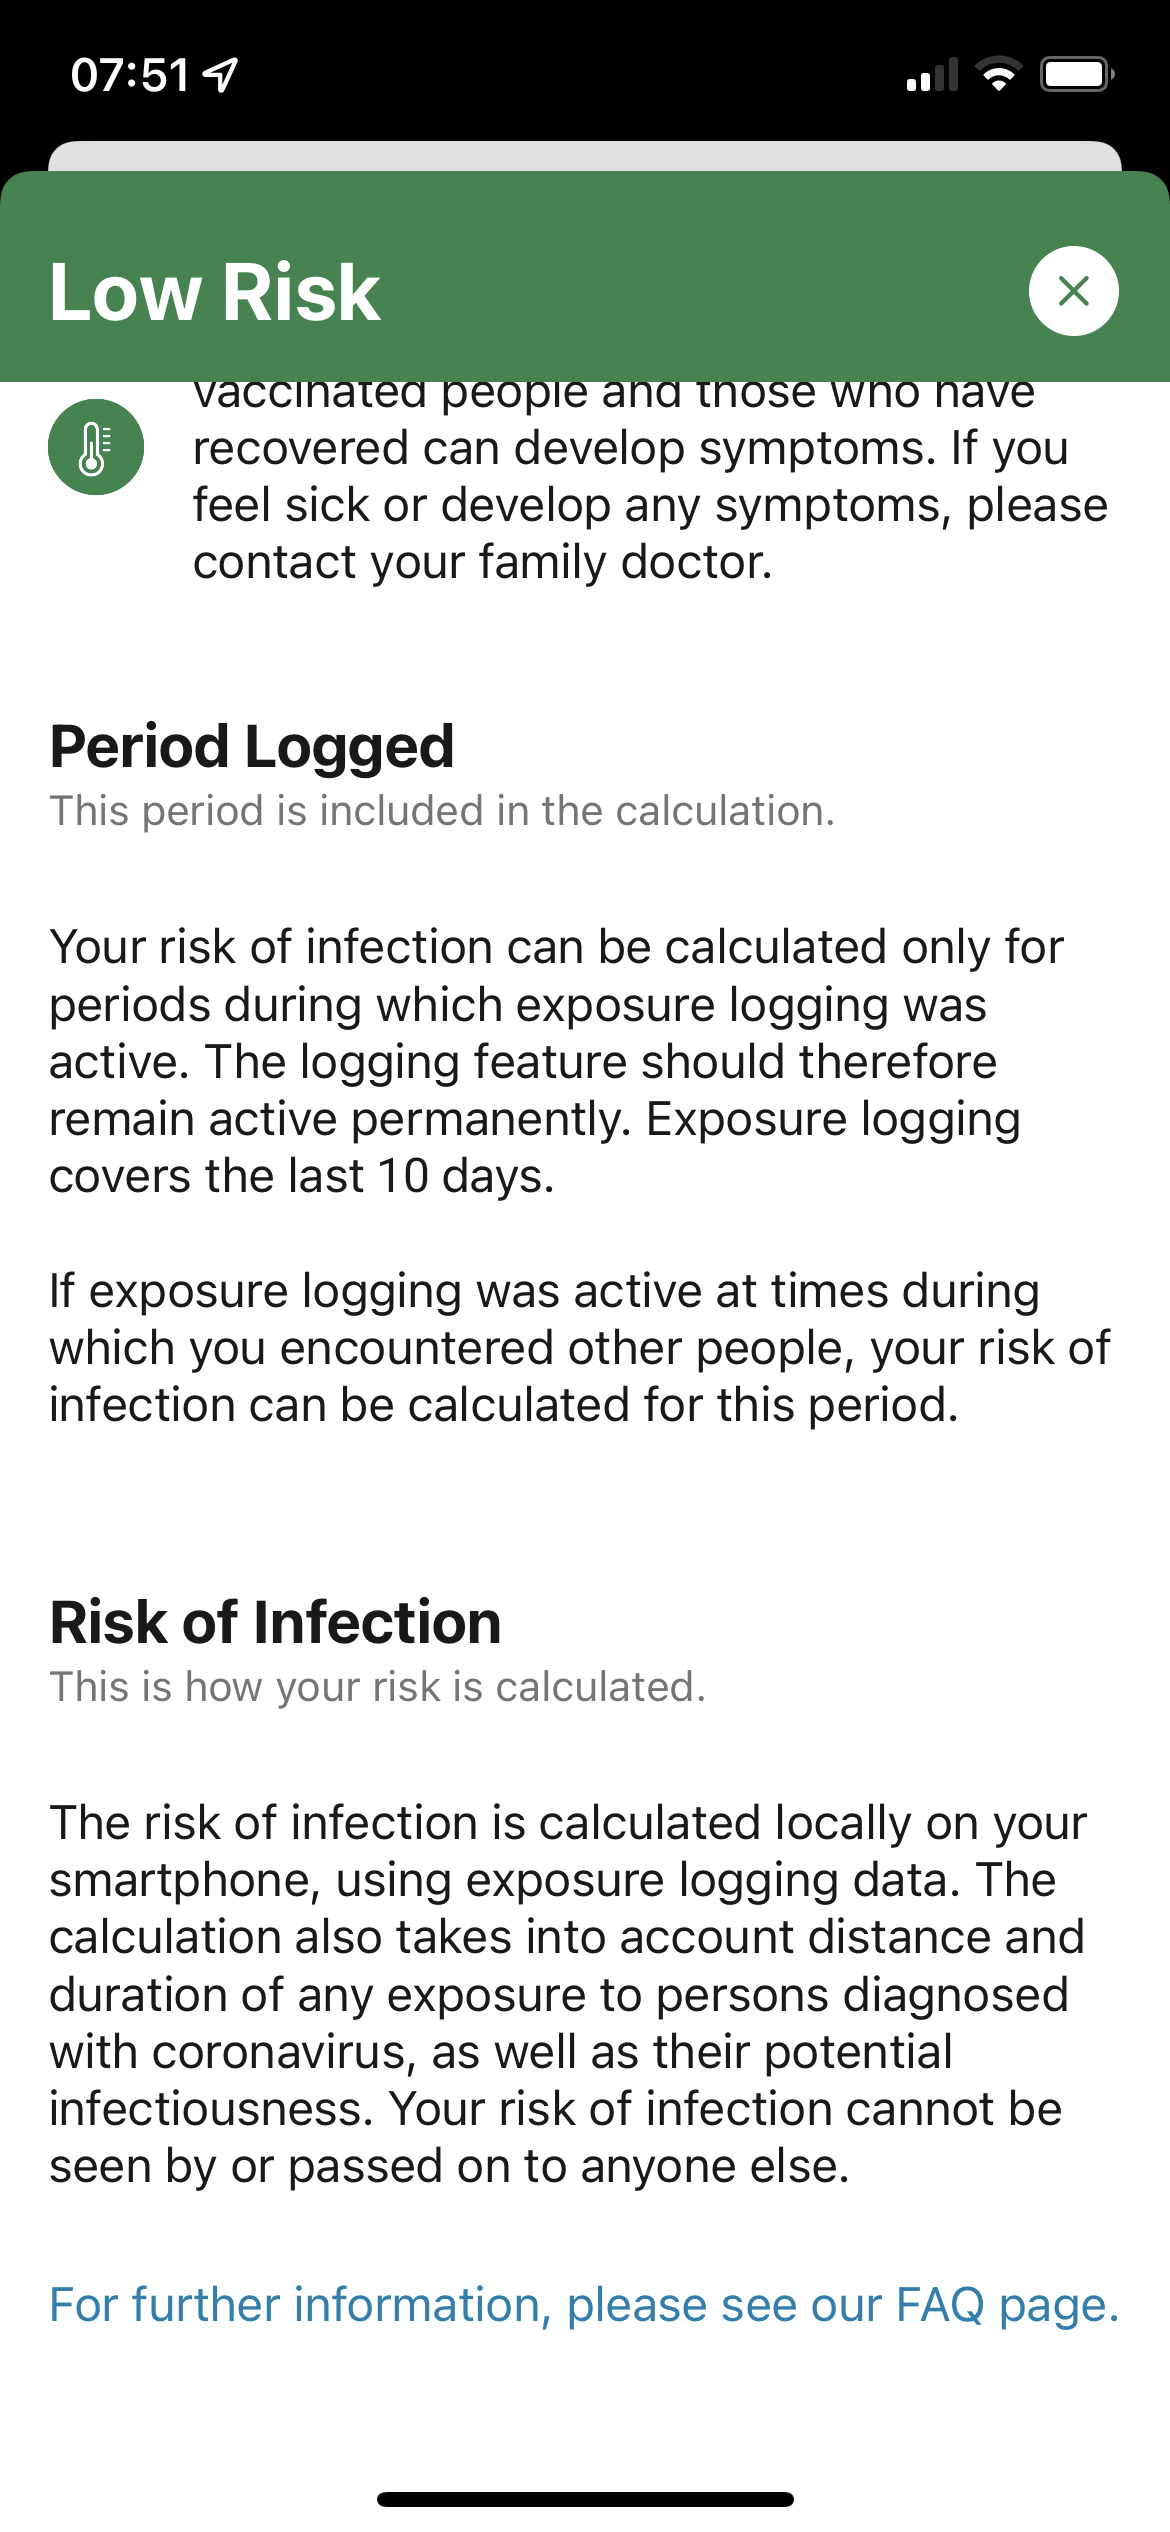 07:51
Low Risk
vaccinated people and those who have
recovered can develop symptoms. If you
feel sick or develop any symptoms, please
contact your family doctor.
Period Logged
This period is included in the calculation.
Your risk of infection can be calculated only for
periods during which exposure logging was
active. The logging feature should therefore
remain active permanently. Exposure logging
covers the last 10 days.
If exposure logging was active at times during
which you encountered other people, your risk of
infection can be calculated for this period.
Risk of Infection
This is how your risk is calculated.
The risk of infection is calculated locally on your
smartphone, using exposure logging data. The
calculation also takes into account distance and
duration of any exposure to persons diagnosed
with coronavirus, as well as their potential
infectiousness. Your risk of infection cannot be
seen by or passed on to anyone else.
For further information, please see our FAQ page.